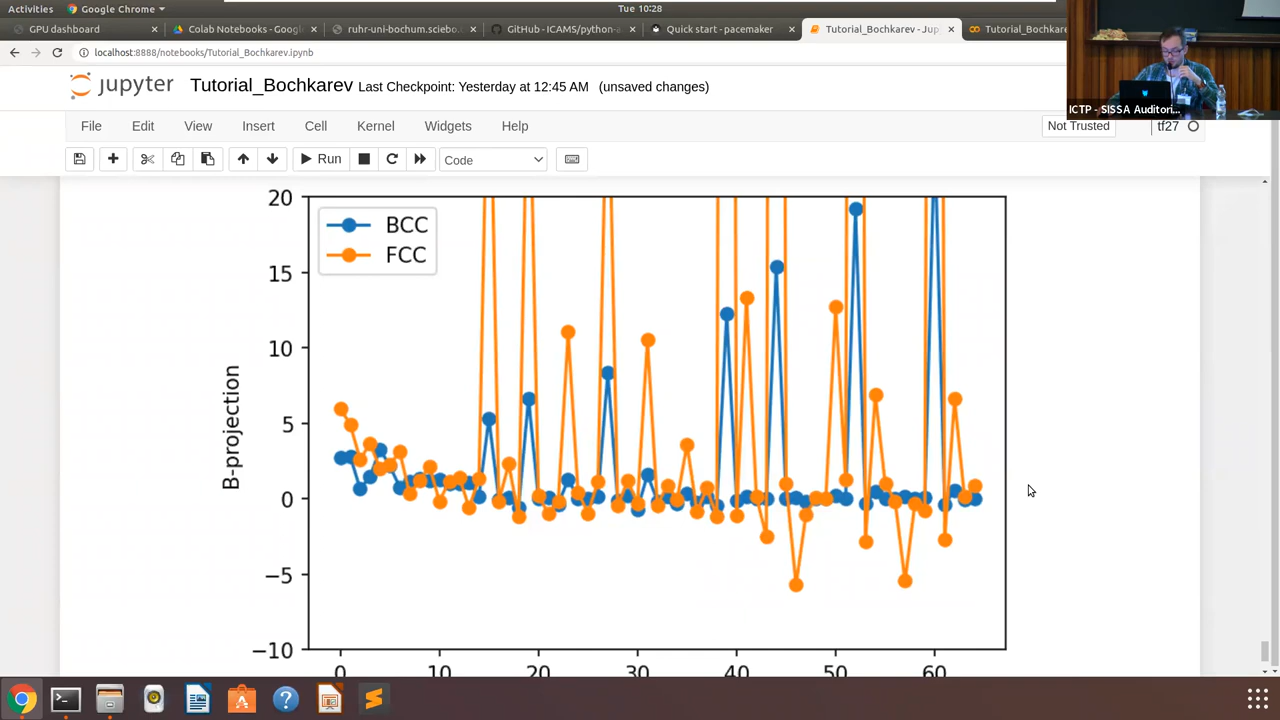 Activities Google Chrome Tue 10:28
GPU dashboard Colab Notebooks - Googl ruhr-uni-bochum.sciebo. GitHub - ICAMS/python-a Quick start - pacemaker Tutorial_Bochkarev - Jup Tutorial_Bochkare
localhost:8888/notebooks/Tutorial_Bochkarev.ipynb
jupyter Tutorial_Bochkarev Last Checkpoint: Yesterday at 12:45 AM (unsaved changes)
ICTP - SISSA Auditori...
File Edit View Insert Cell Kernel Widgets Help Not Trusted tf27
Run Code
20
15
10
5
0
−5
−10
B-projection
BCC
FCC
0 10 20 30 40 50 60